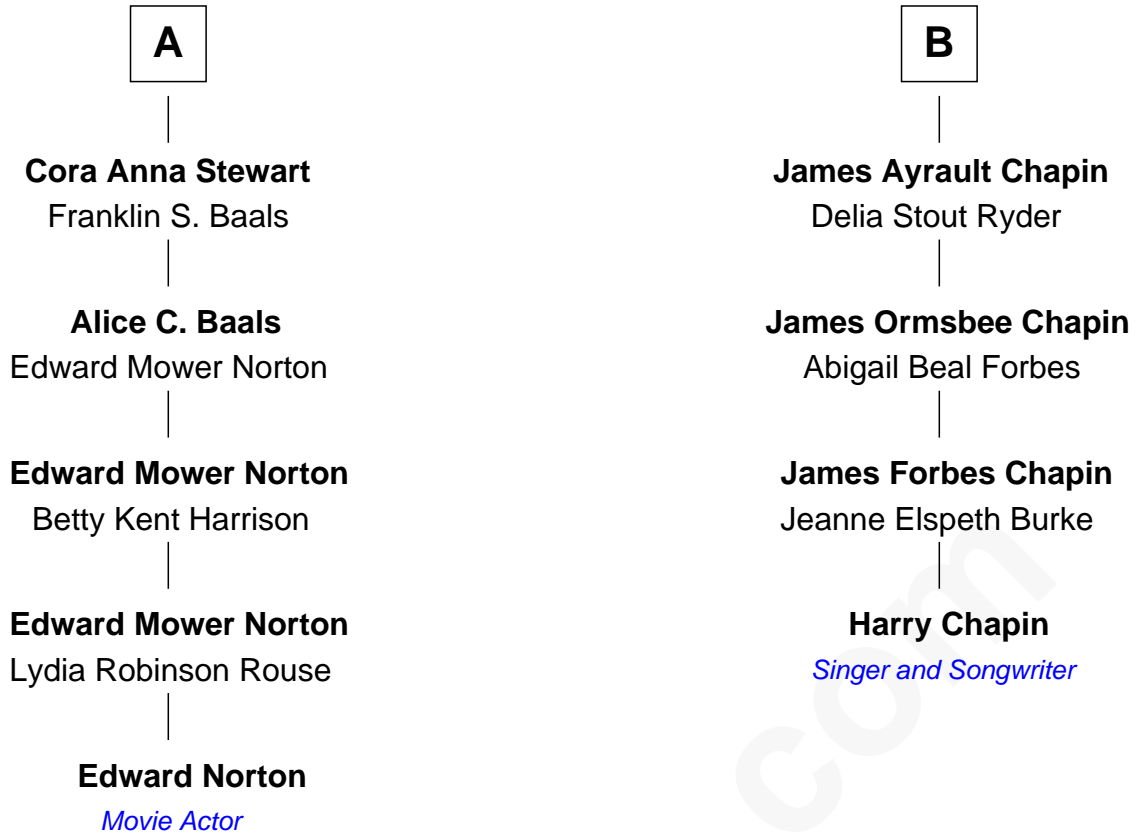 A
Cora Anna Stewart
Franklin S. Baals
Alice C. Baals
Edward Mower Norton
Edward Mower Norton
Betty Kent Harrison
Edward Mower Norton
Lydia Robinson Rouse
Edward Norton
Movie Actor
B
James Ayrault Chapin
Delia Stout Ryder
James Ormsbee Chapin
Abigail Beal Forbes
James Forbes Chapin
Jeanne Elspeth Burke
Harry Chapin
Singer and Songwriter
com